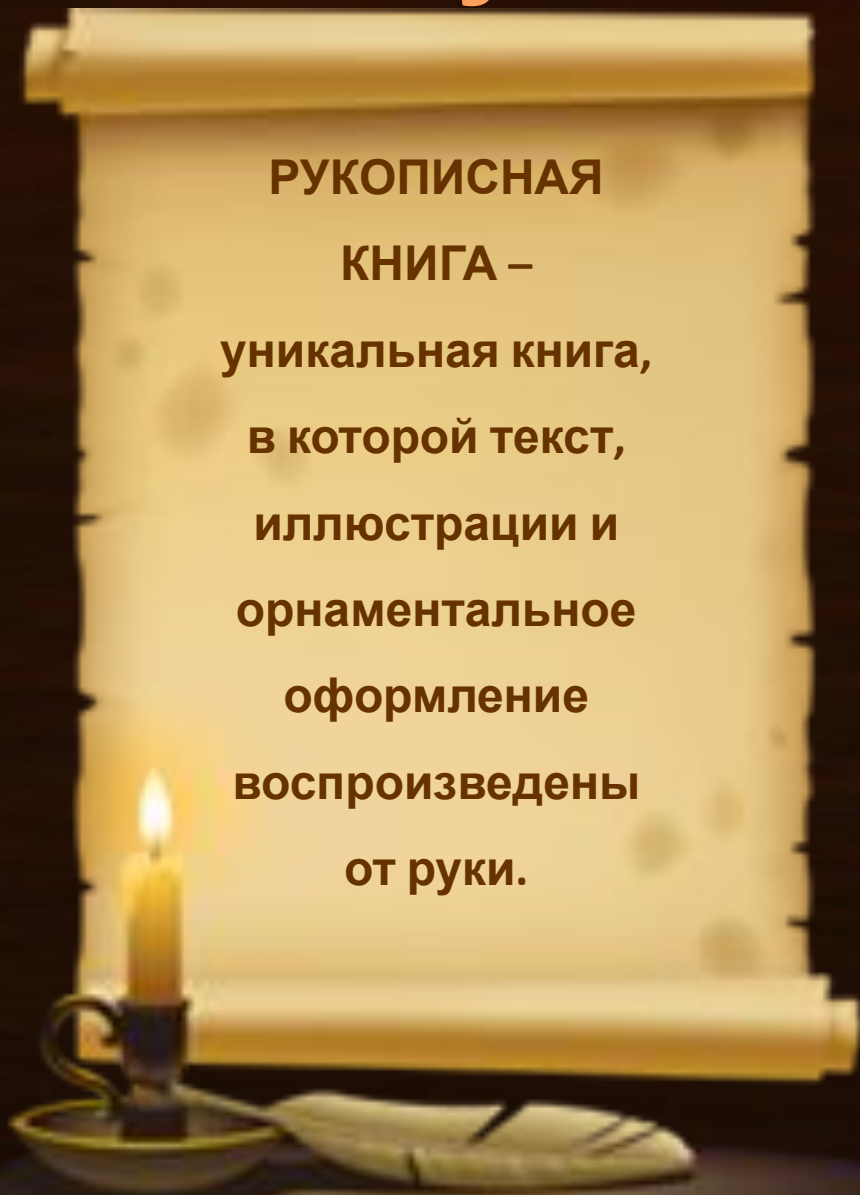 РУКОПИСНАЯ
КНИГА –
уникальная книга,
в которой текст,
иллюстрации и
орнаментальное
оформление
воспроизведены
от руки.